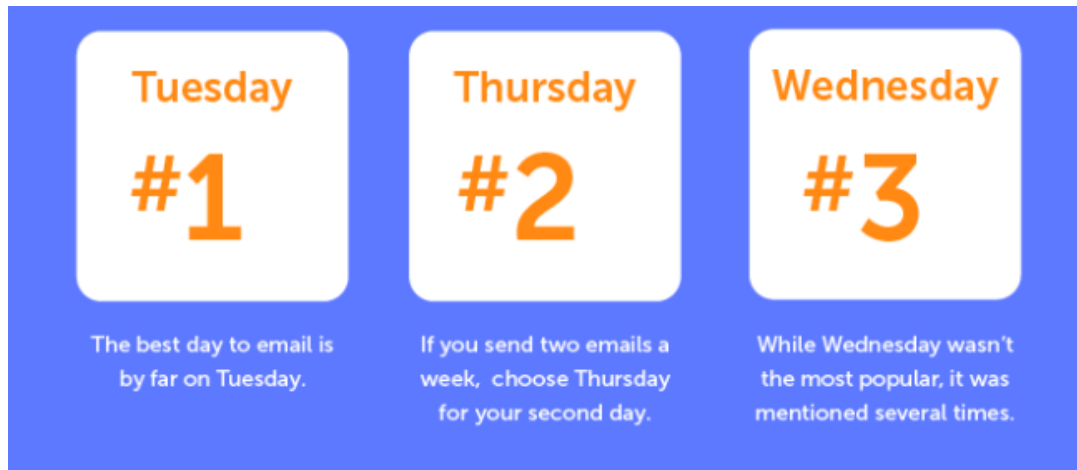 Tuesday
#1
The best day to email is
by far on Tuesday.
Thursday
#2
If you send two emails a
week, choose Thursday
for your second day.
Wednesday
#3
While Wednesday wasn't
the most popular, it was
mentioned several times.